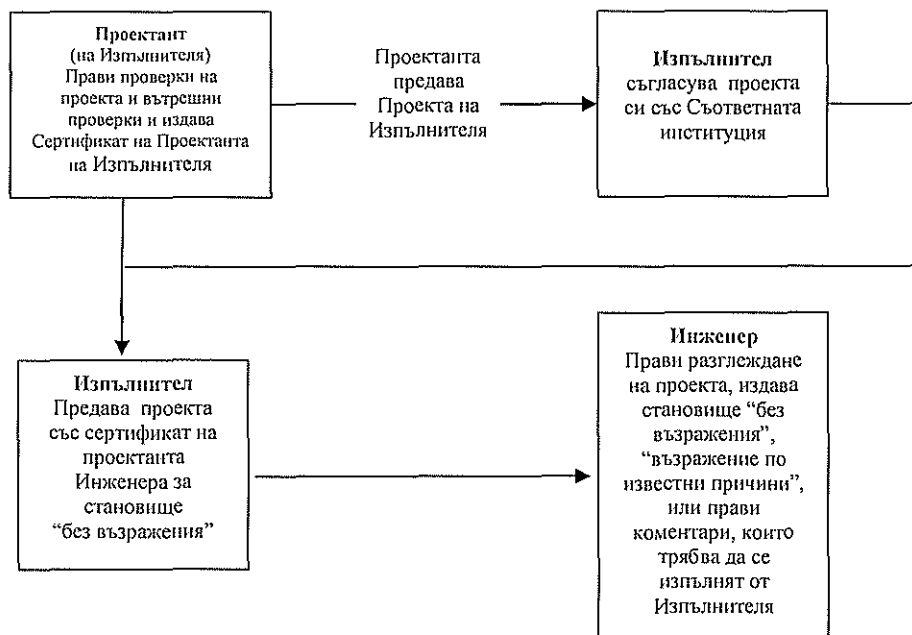 Проектант
(на Изпълнителя)
Прави проверки на
проекта и вътрешни
проверки и издава
Сертификат на Проектанта
на Изпълнителя
Проектанта
предава
Проекта на
Изпълнителя
Изпълнител
съгласува проекта
си със Съответната
институция
Изпълнител
Предава проекта
със сертификат на
проектанта
Инженера за
становище
“без възражения”
Инженер
Прави разглеждане
на проекта, издава
становище “без
възражения”,
“възражение по
известни причини”,
или прави
коментари, които
трябва да се
изпълнят от
Изпълнителя